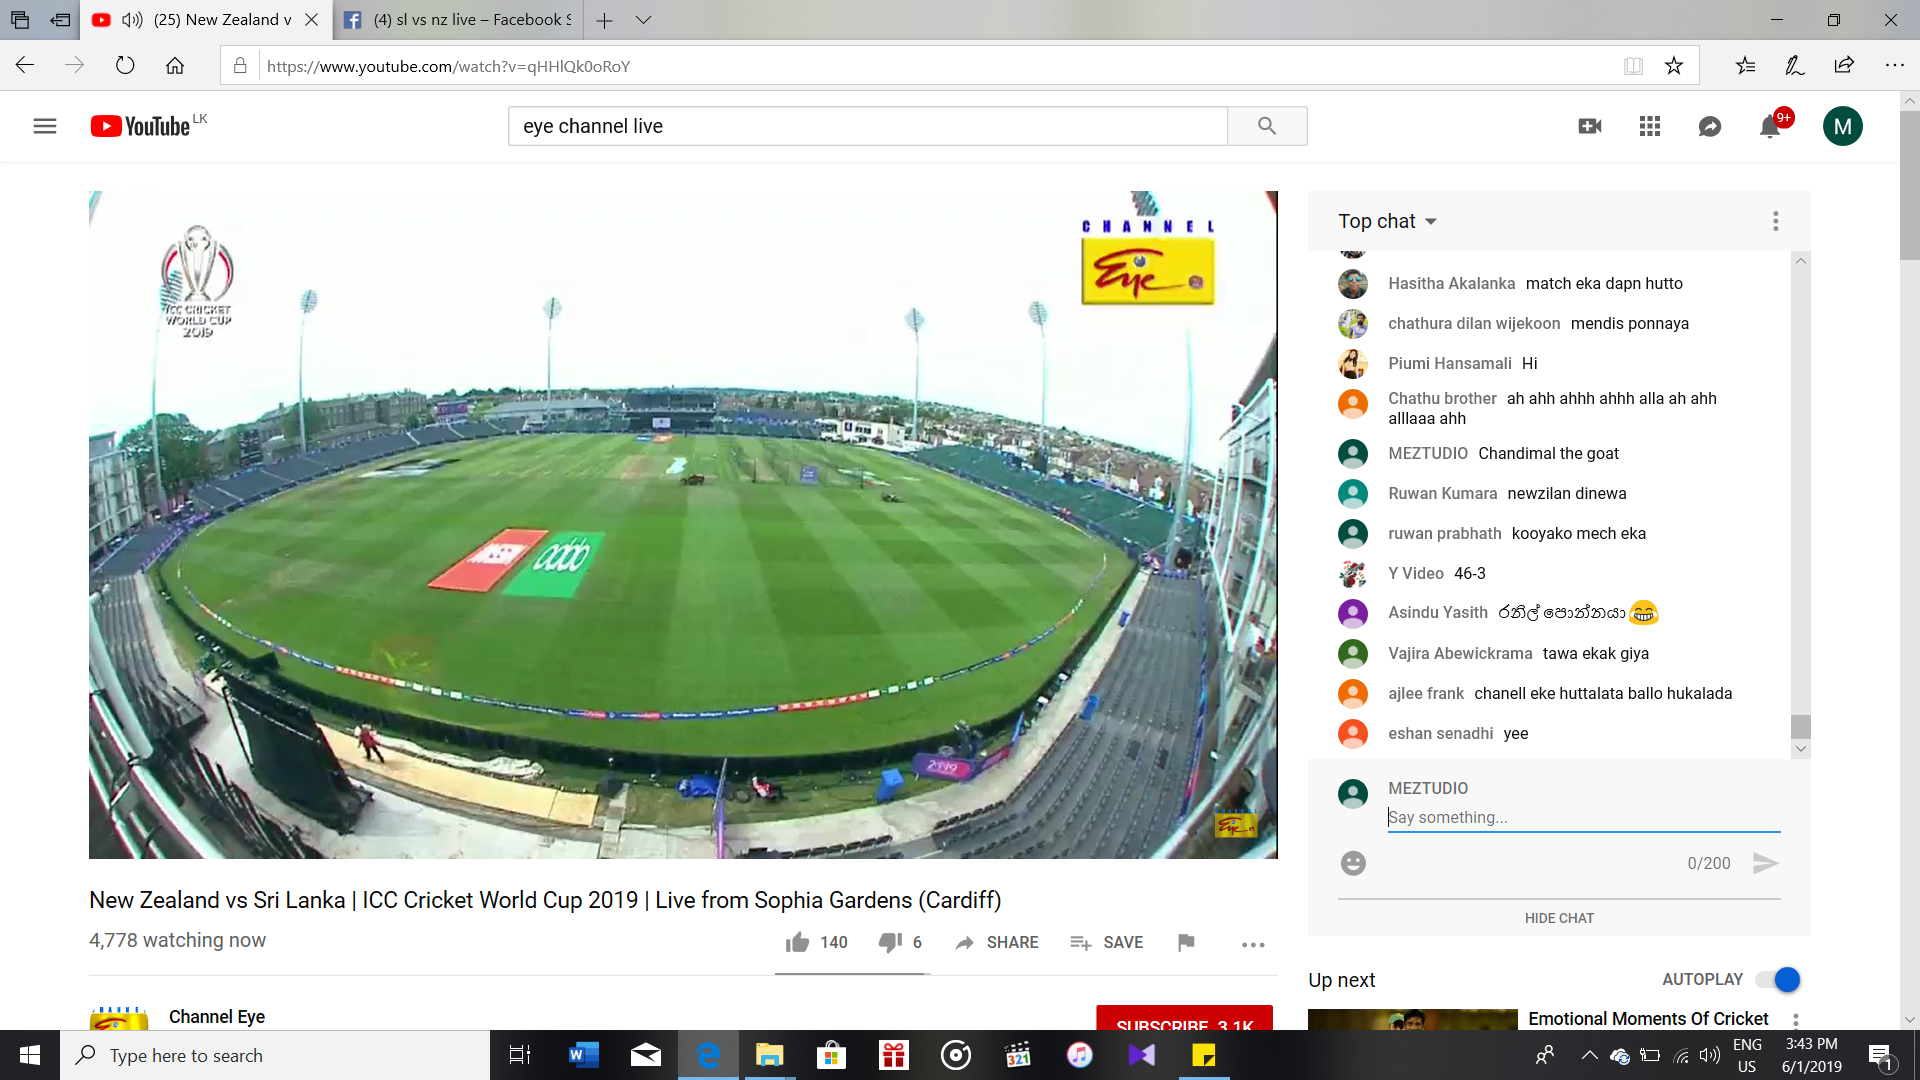 (25) New Zealand v
(4) sl vs nz live – Facebook S
https://www.youtube.com/watch?v=qHHlQk0oRoY
YouTube LK
eye channel live
9+
M
ICC CRICKET
WORLD CUP
2019
CHANNEL
Eye
2019
Eye
New Zealand vs Sri Lanka | ICC Cricket World Cup 2019 | Live from Sophia Gardens (Cardiff)
4,778 watching now
140
6
SHARE
SAVE
Channel Eye
SUBSCRIBE 3.1K
Top chat
Hasitha Akalanka match eka dapn hutto
chathura dilan wijekoon mendis ponnaya
Piumi Hansamali Hi
Chathu brother ah ahh ahhh ahhh alla ah ahh
alllaaa ahh
MEZTUDIO Chandimal the goat
Ruwan Kumara newzilan dinewa
ruwan prabhath kooyako mech eka
Y Video 46-3
Asindu Yasith රනිල් පොන්නයා 😂
Vajira Abewickrama tawa ekak giya
ajlee frank chanell eke huttalata ballo hukalada
eshan senadhi yee
MEZTUDIO
Say something...
0/200
HIDE CHAT
Up next
AUTOPLAY
Emotional Moments Of Cricket
Type here to search
321
ENG
US
3:43 PM
6/1/2019
1